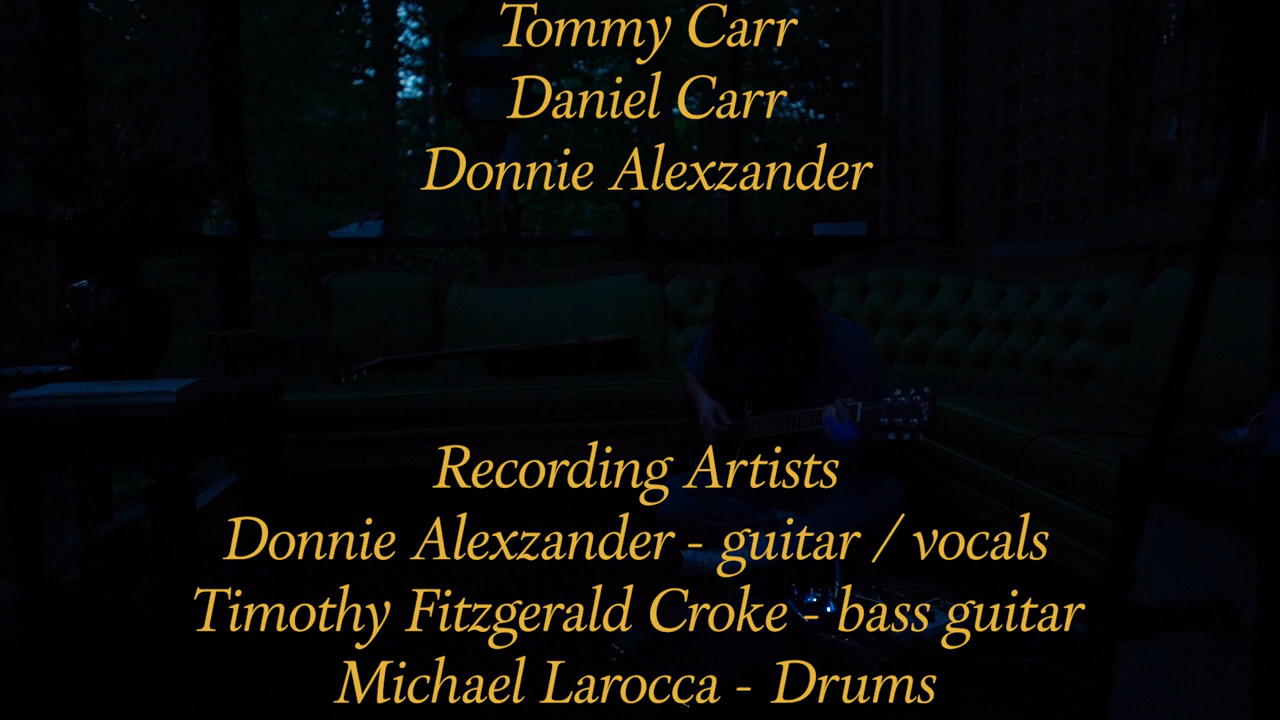 Tommy Carr
Daniel Carr
Donnie Alexzander
Recording Artists
Donnie Alexzander - guitar / vocals
Timothy Fitzgerald Croke - bass guitar
Michael Larocca - Drums